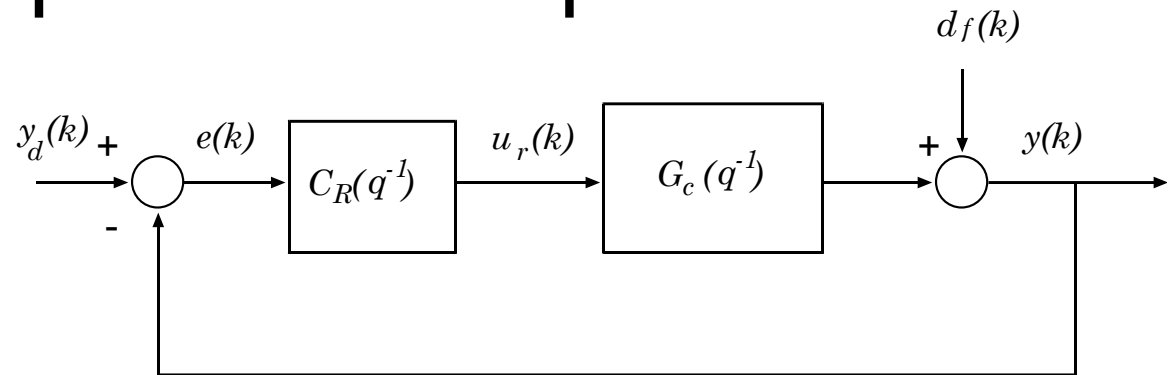 d_f(k)
y_d(k) + e(k) C_R(q^{-1}) u_r(k) G_c(q^{-1}) + y(k)
-